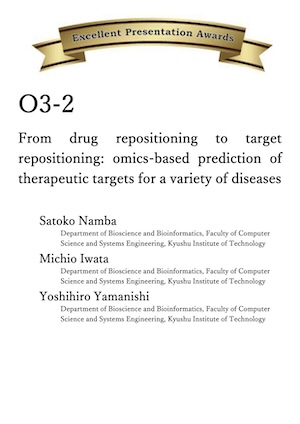 Excellent Presentation Awards
O3-2
From drug repositioning to target
repositioning: omics-based prediction of
therapeutic targets for a variety of diseases
Satoko Namba
Department of Bioscience and Bioinformatics, Faculty of Computer
Science and Systems Engineering, Kyushu Institute of Technology
Michio Iwata
Department of Bioscience and Bioinformatics, Faculty of Computer
Science and Systems Engineering, Kyushu Institute of Technology
Yoshihiro Yamanishi
Department of Bioscience and Bioinformatics, Faculty of Computer
Science and Systems Engineering, Kyushu Institute of Technology